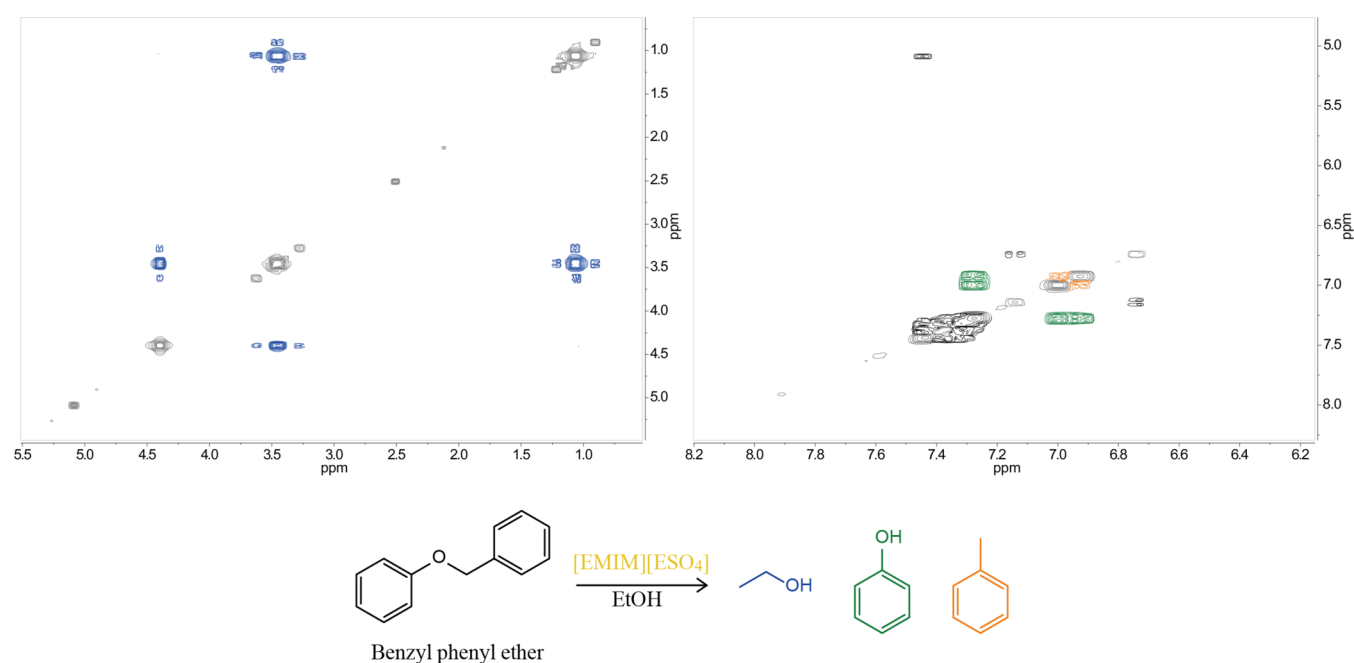 1.0
1.5
2.0
2.5
3.0
3.5
4.0
4.5
5.0
ppm
5.5 5.0 4.5 4.0 3.5 3.0 2.5 2.0 1.5 1.0
ppm
5.0
5.5
6.0
6.5
7.0
7.5
8.0
ppm
8.2 8.0 7.8 7.6 7.4 7.2 7.0 6.8 6.6 6.4 6.2
ppm
O
[EMIM][ESO4]
EtOH
OH
OH
Benzyl phenyl ether